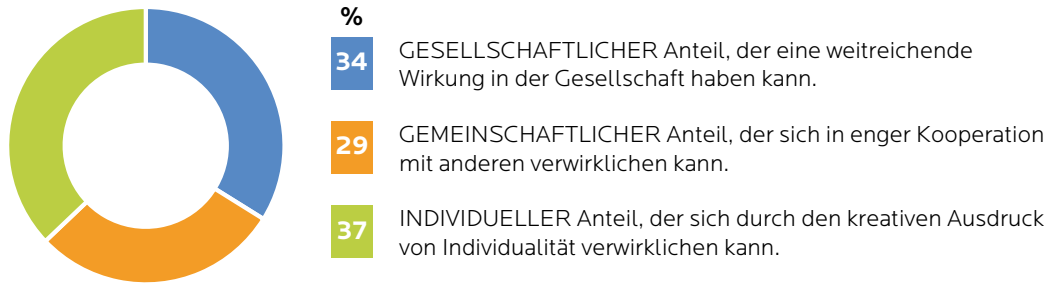 %
34 GESELLSCHAFTLICHER Anteil, der eine weitreichende
Wirkung in der Gesellschaft haben kann.
29 GEMEINSCHAFTLICHER Anteil, der sich in enger Kooperation
mit anderen verwirklichen kann.
37 INDIVIDUELLER Anteil, der sich durch den kreativen Ausdruck
von Individualität verwirklichen kann.